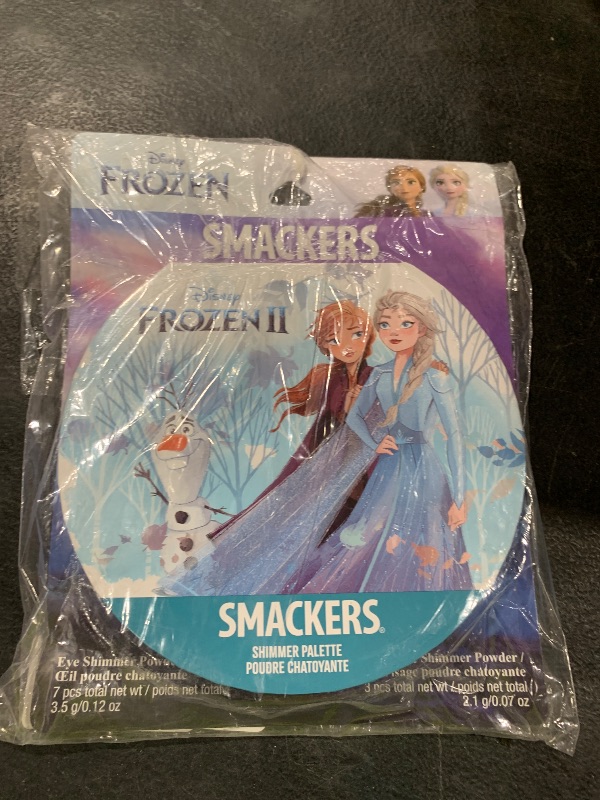 Disney
FROZEN
SMACKERS
Disney
FROZEN II
SMACKERS®
SHIMMER PALETTE
POUDRE CHATOYANTE
Eye Shimmer
Œil poudre chatoyante
7 pcs total net wt / poids net total
3.5 g/0.12 oz
Shimmer Powder /
poudre chatoyante
3 pcs total net wt / poids net total
2.1 g/0.07 oz